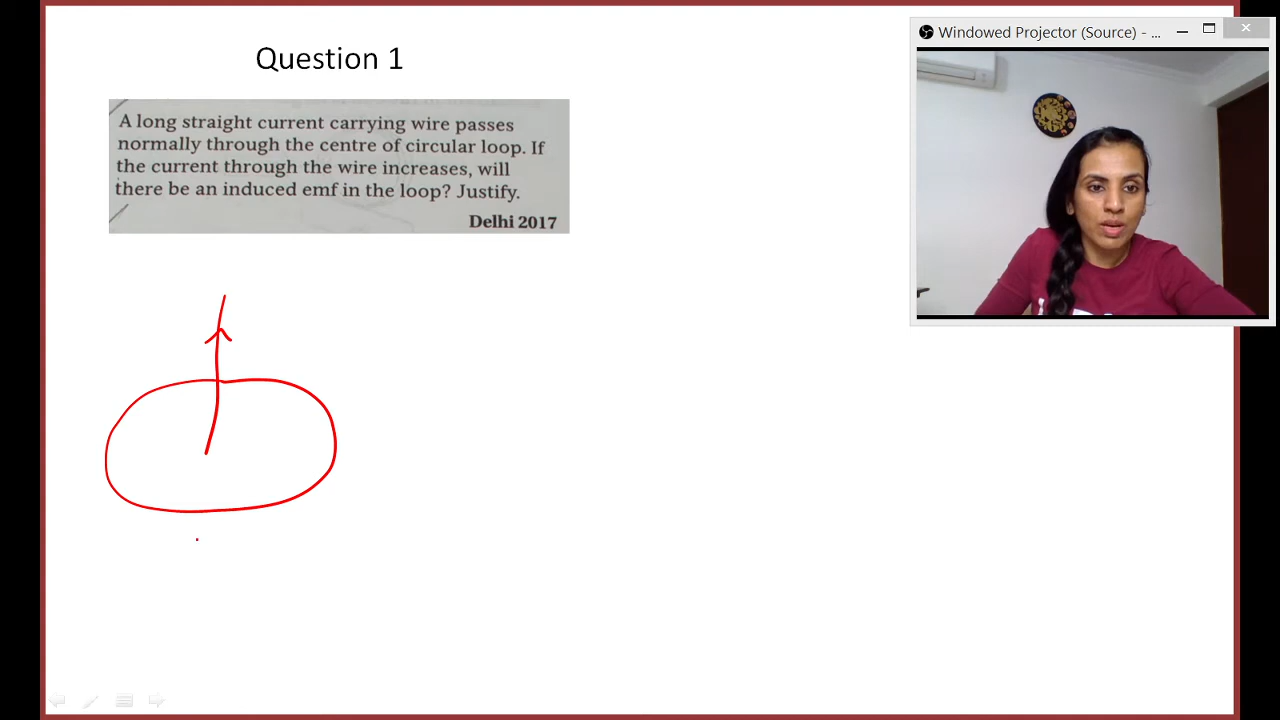 Question 1
Windowed Projector (Source) - ...
A long straight current carrying wire passes
normally through the centre of circular loop. If
the current through the wire increases, will
there be an induced emf in the loop? Justify.
Delhi 2017